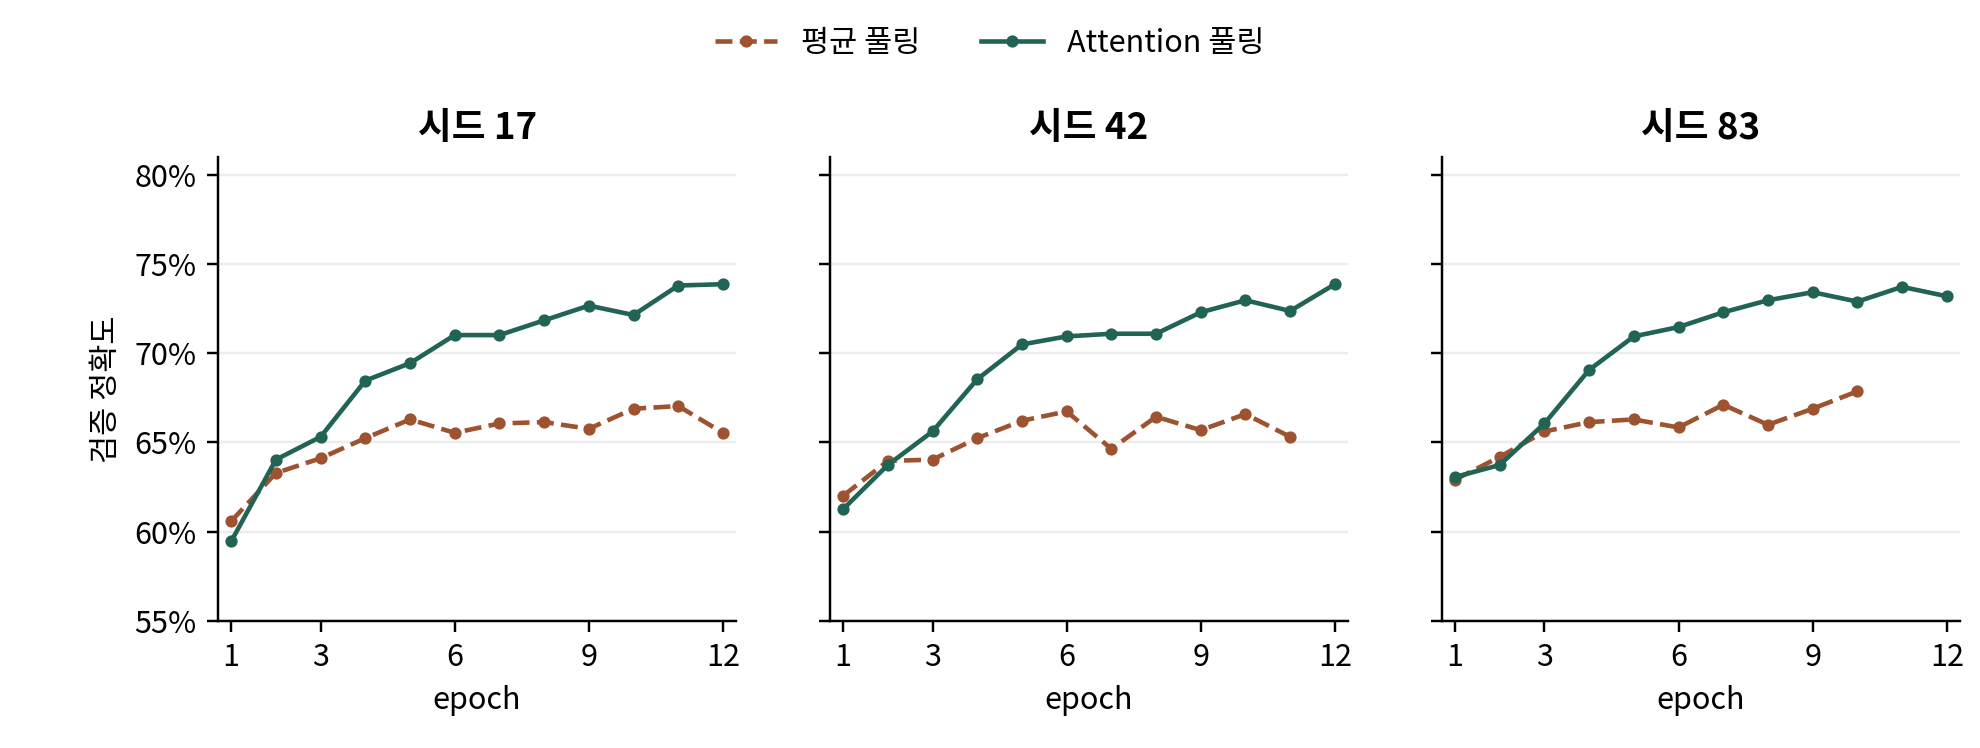 평균 풀링
Attention 풀링
시드 17
시드 42
시드 83
검증 정확도
80%
75%
70%
65%
60%
55%
1 3 6 9 12
1 3 6 9 12
1 3 6 9 12
epoch
epoch
epoch